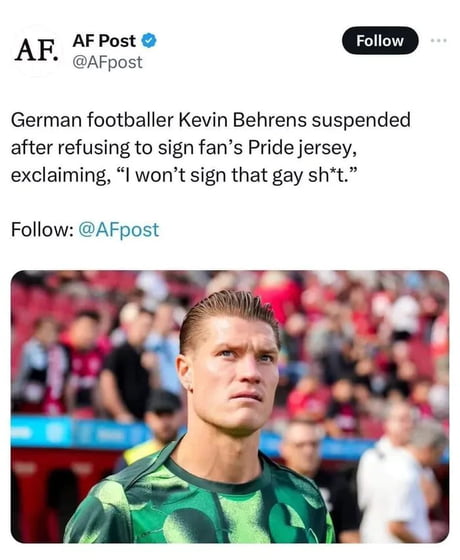 AF.
AF Post
@AFpost
Follow
German footballer Kevin Behrens suspended
after refusing to sign fan’s Pride jersey,
exclaiming, “I won’t sign that gay sh*t.”
Follow: @AFpost